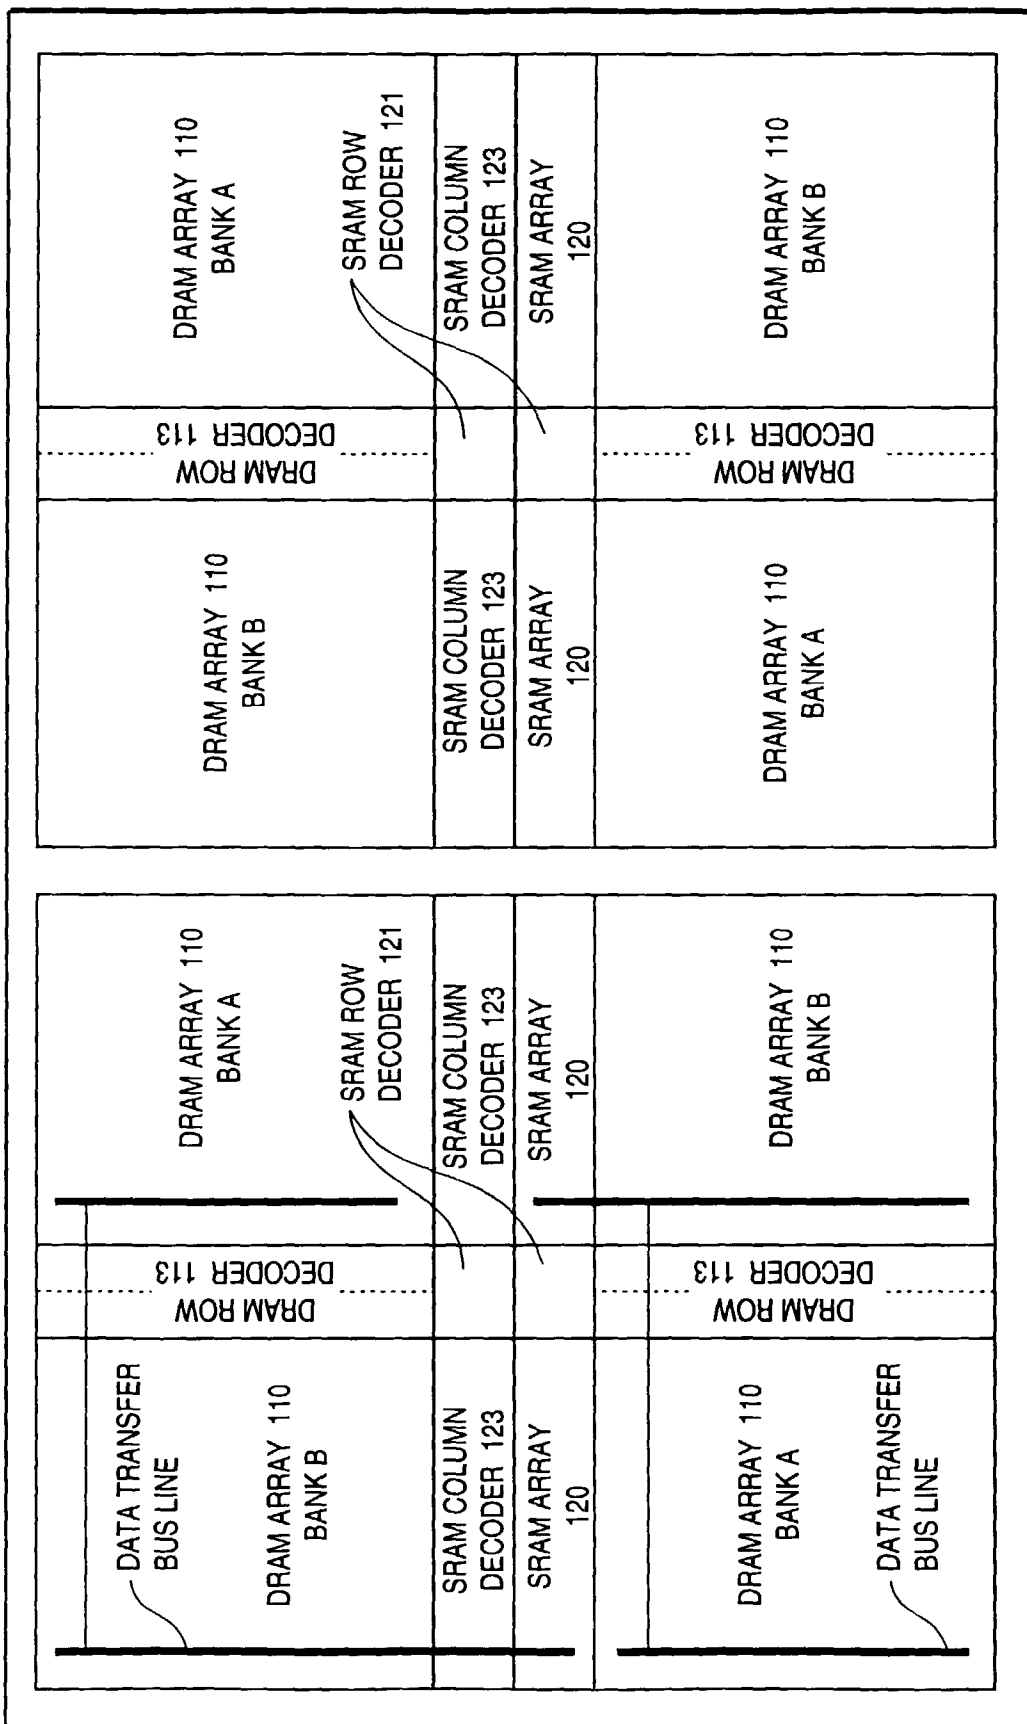 DATA TRANSFER
BUS LINE
DRAM ARRAY 110
BANK B
DRAM ROW
DECODER 113
DRAM ARRAY 110
BANK A
SRAM ROW
DECODER 121
SRAM COLUMN
DECODER 123
SRAM COLUMN
DECODER 123
SRAM ARRAY
120
SRAM ARRAY
120
DRAM ARRAY 110
BANK A
DATA TRANSFER
BUS LINE
DRAM ROW
DECODER 113
DRAM ARRAY 110
BANK B
DRAM ARRAY 110
BANK B
DRAM ROW
DECODER 113
DRAM ARRAY 110
BANK A
SRAM ROW
DECODER 121
SRAM COLUMN
DECODER 123
SRAM COLUMN
DECODER 123
SRAM ARRAY
120
SRAM ARRAY
120
DRAM ARRAY 110
BANK A
DRAM ROW
DECODER 113
DRAM ARRAY 110
BANK B